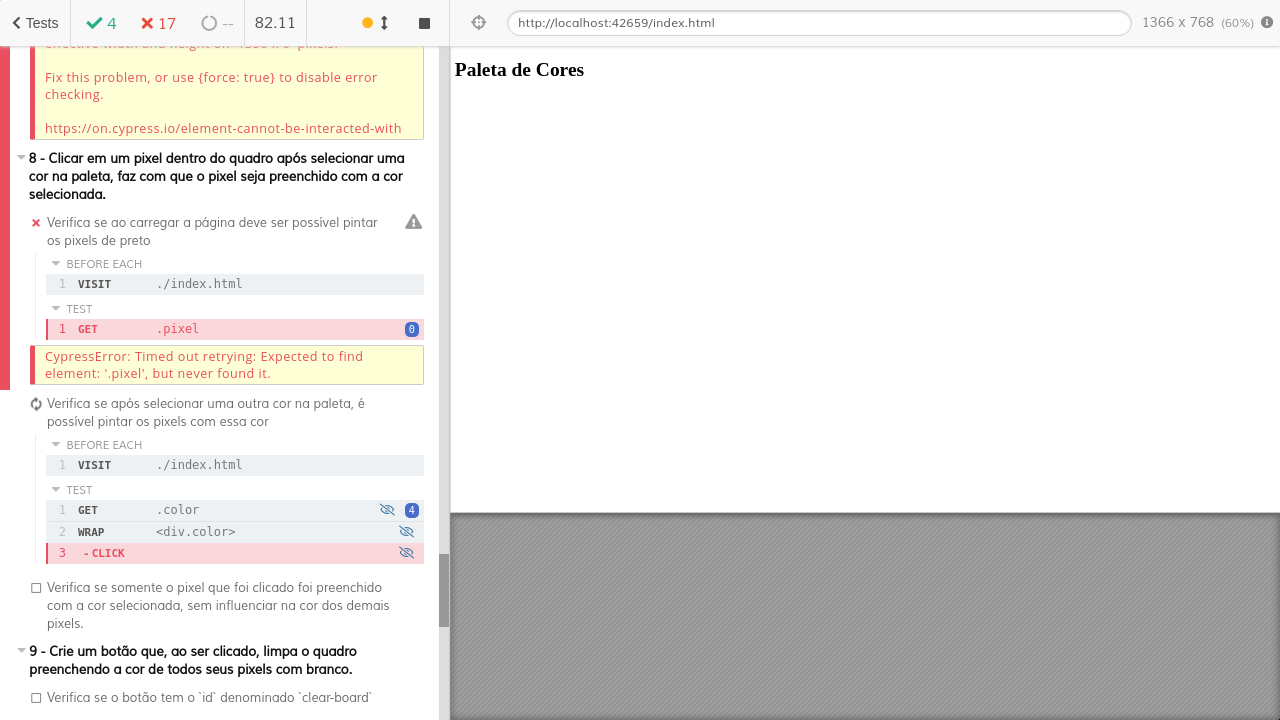 Tests
4
17
--
82.11
http://localhost:42659/index.html
1366 x 768 (60%)
effective width and height of: '1350 x 0' pixels.
Fix this problem, or use {force: true} to disable error
checking.
https://on.cypress.io/element-cannot-be-interacted-with
8 - Clicar em um pixel dentro do quadro após selecionar uma
cor na paleta, faz com que o pixel seja preenchido com a cor
selecionada.
Verifica se ao carregar a página deve ser possível pintar
os pixels de preto
BEFORE EACH
1 VISIT ./index.html
TEST
1 GET .pixel 0
CypressError: Timed out retrying: Expected to find
element: '.pixel', but never found it.
Verifica se após selecionar uma outra cor na paleta, é
possível pintar os pixels com essa cor
BEFORE EACH
1 VISIT ./index.html
TEST
1 GET .color 4
2 WRAP <div.color>
3 - CLICK
Verifica se somente o pixel que foi clicado foi preenchido
com a cor selecionada, sem influenciar na cor dos demais
pixels.
9 - Crie um botão que, ao ser clicado, limpa o quadro
preenchendo a cor de todos seus pixels com branco.
Verifica se o botão tem o `id` denominado `clear-board`
Paleta de Cores